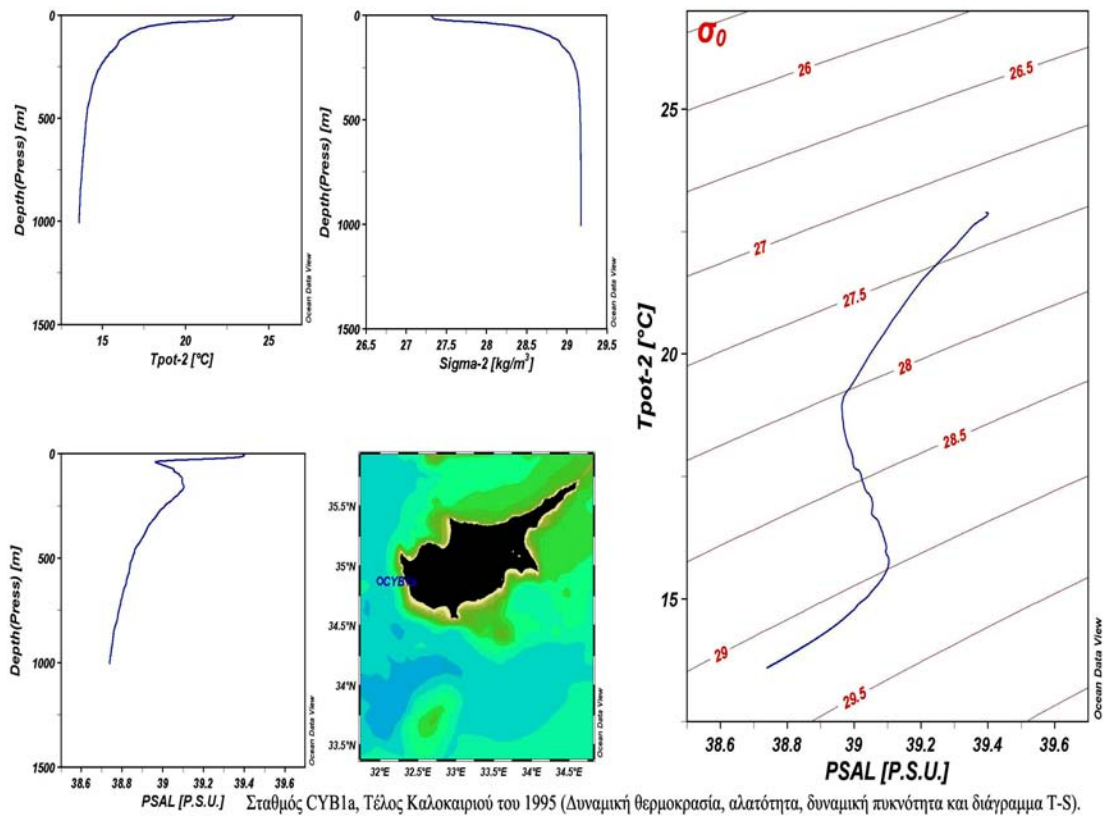 0
500
1000
1500
Depth(Press) [m]
15
20
25
Tpot-2 [°C]
Ocean Data View
0
500
1000
1500
Depth(Press) [m]
26.5
27
27.5
28
28.5
29
29.5
Sigma-2 [kg/m³]
Ocean Data View
σ0
26
26.5
27
27.5
28
28.5
29
29.5
25
20
15
Tpot-2 [°C]
38.6
38.8
39
39.2
39.4
39.6
PSAL [P.S.U.]
Ocean Data View
0
500
1000
1500
Depth(Press) [m]
38.6
38.8
39
39.2
39.4
39.6
PSAL [P.S.U.]
Ocean Data View
35.5°N
35°N
34.5°N
34°N
33.5°N
32°E
32.5°E
33°E
33.5°E
34°E
34.5°E
Ocean Data View
Σταθμός CYB1a, Τέλος Καλοκαιριού του 1995 (Δυναμική θερμοκρασία, αλατότητα, δυναμική πυκνότητα και διάγραμμα T-S).